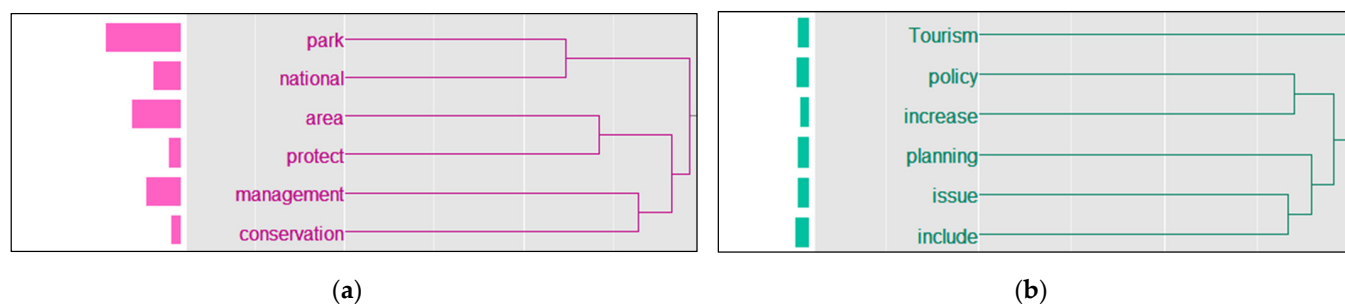 park
national
area
protect
management
conservation
(a)
Tourism
policy
increase
planning
issue
include
(b)